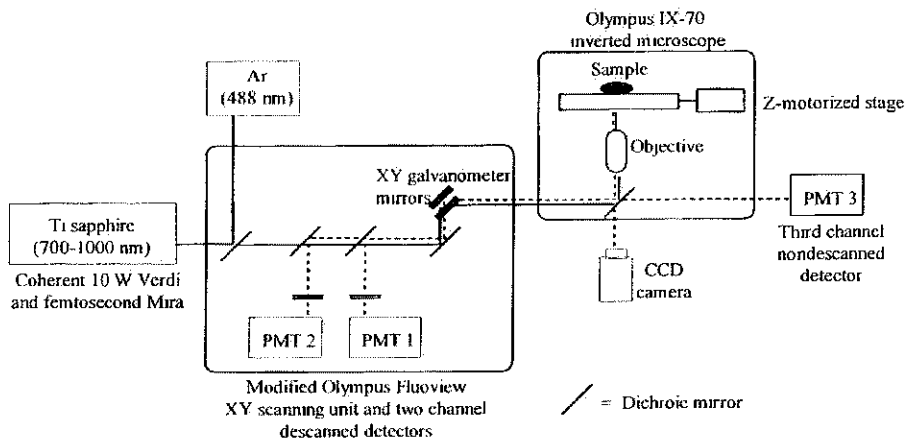 Olympus IX-70
inverted microscope
Ar
(488 nm)
Sample
Z-motorized stage
Objective
XY galvanometer
mirrors
Ti sapphire
(700-1000 nm)
PMT 3
Coherent 10 W Verdi
and femtosecond Mira
Third channel
nondescanned
detector
CCD
camera
PMT 2
PMT 1
Modified Olympus Fluoview
XY scanning unit and two channel
descanned detectors
= Dichroic mirror